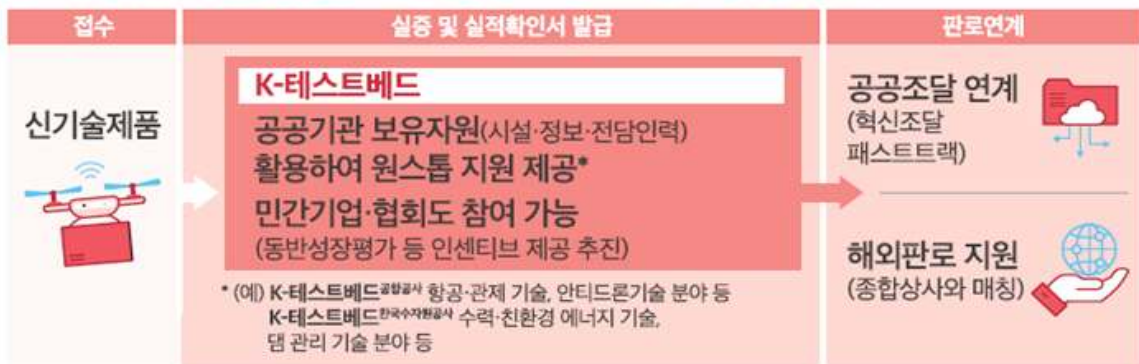 접수
신기술제품
실증 및 실적확인서 발급
K-테스트베드
공공기관 보유자원(시설·정보·전담인력)
활용하여 원스톱 지원 제공*
민간기업·협회도 참여 가능
(동반성장평가 등 인센티브 제공 추진)
* (예) K-테스트베드공항공사 항공·관제 기술, 안티드론기술 분야 등
K-테스트베드한국수자원공사 수력·친환경 에너지 기술,
댐 관리 기술 분야 등
판로연계
공공조달 연계
(혁신조달
패스트트랙)
해외판로 지원
(종합상사와 매칭)